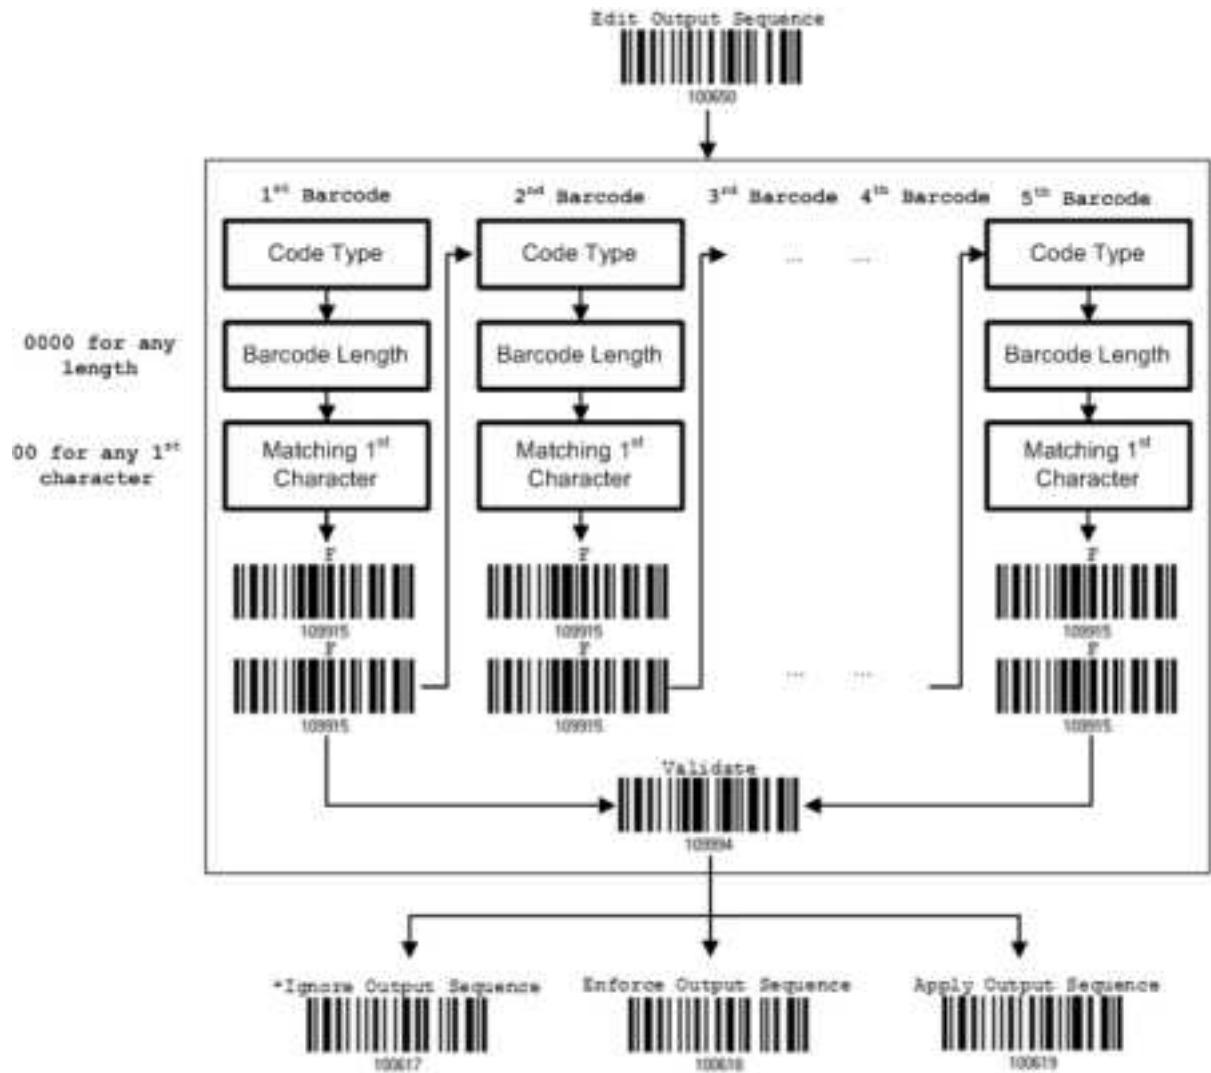 Edit Output Sequence
100650
1st Barcode 2nd Barcode 3rd Barcode 4th Barcode 5th Barcode
Code Type Code Type ... ... Code Type
0000 for any
length
Barcode Length Barcode Length Barcode Length
00 for any 1st
character
Matching 1st
Character
Matching 1st
Character
Matching 1st
Character
F F F
109915 109915 109915
F F F
... ...
109915 109915 109915
Validate
109994
*Ignore Output Sequence Enforce Output Sequence Apply Output Sequence
100617 100618 100619